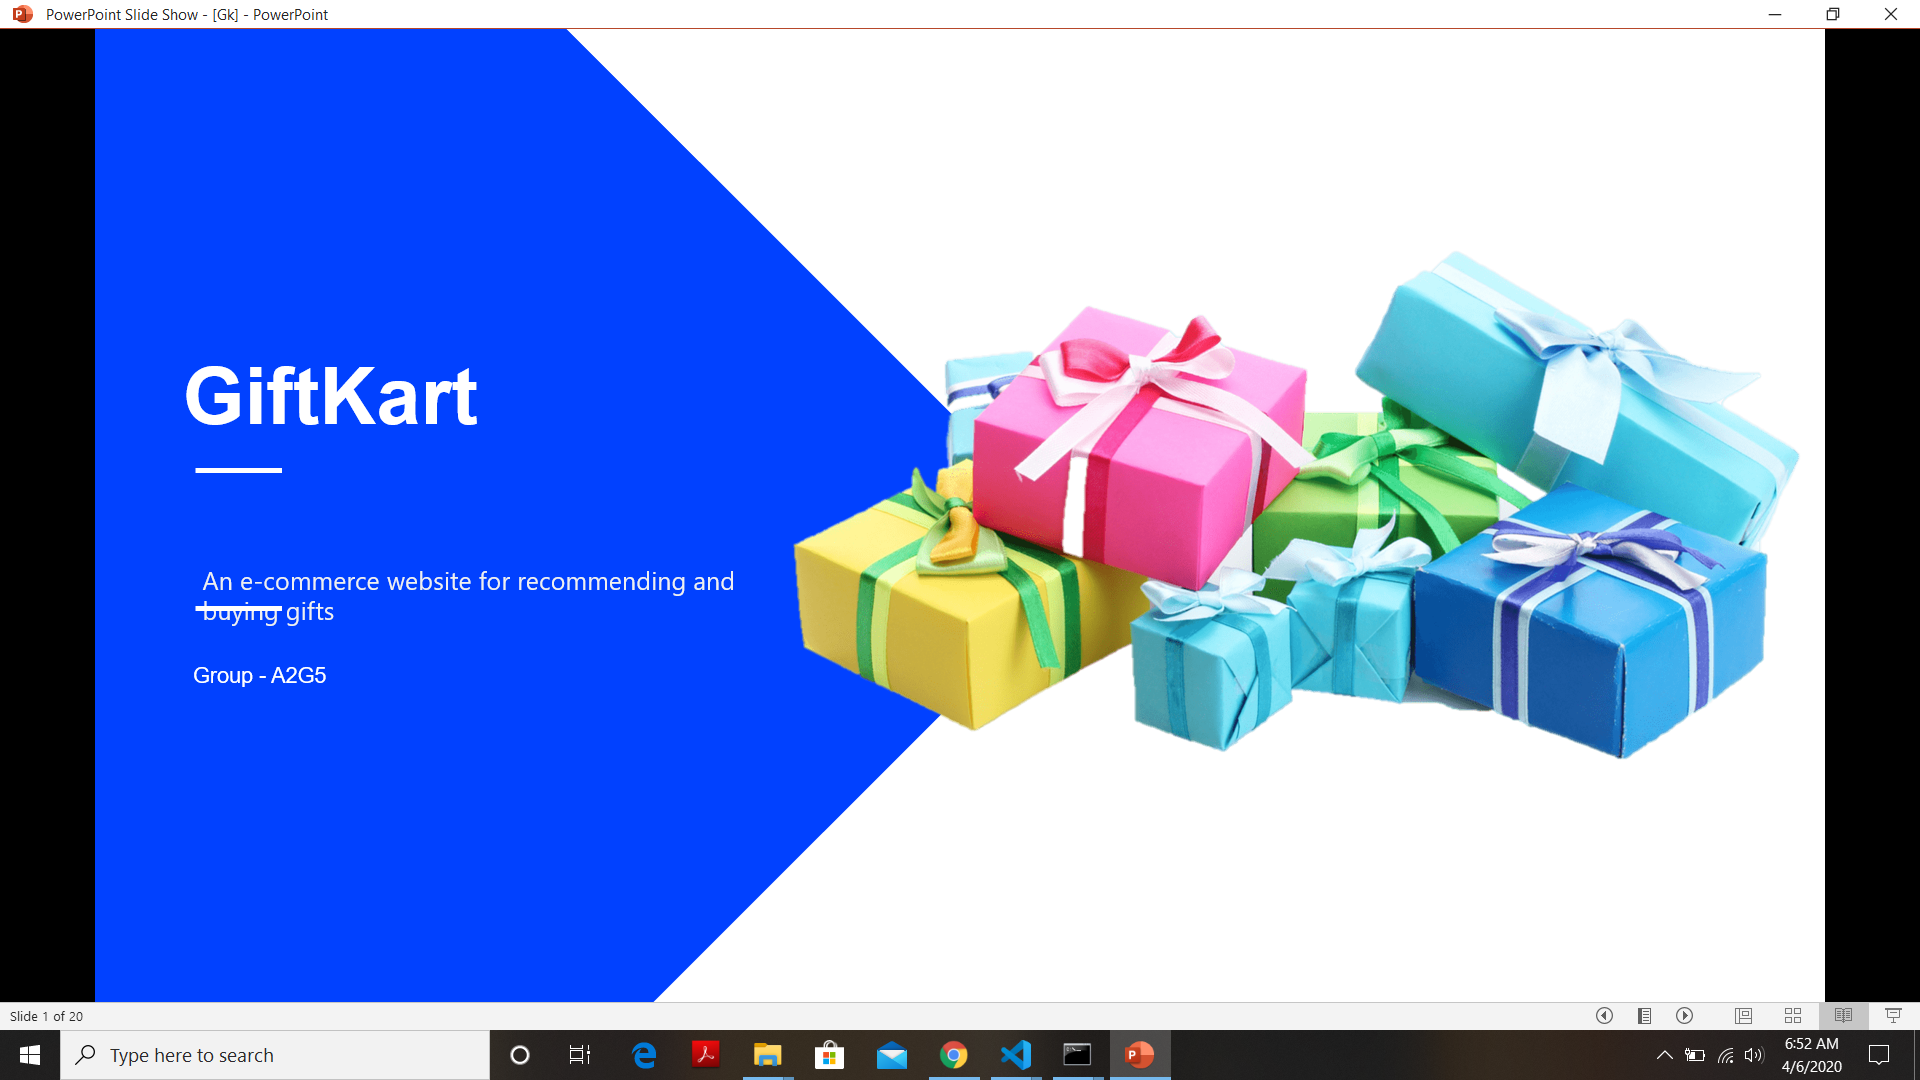 PowerPoint Slide Show - [Gk] - PowerPoint
GiftKart
An e-commerce website for recommending and
buying gifts
Group - A2G5
Slide 1 of 20
Type here to search
6:52 AM
4/6/2020